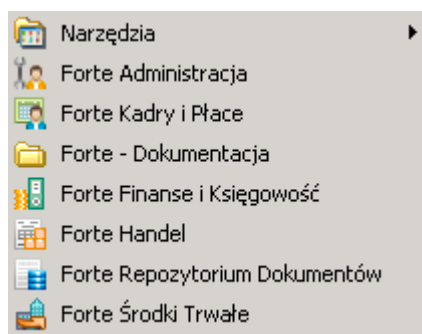 Narzędzia
Forte Administracja
Forte Kadry i Płace
Forte - Dokumentacja
Forte Finanse i Księgowość
Forte Handel
Forte Repozytorium Dokumentów
Forte Środki Trwałe